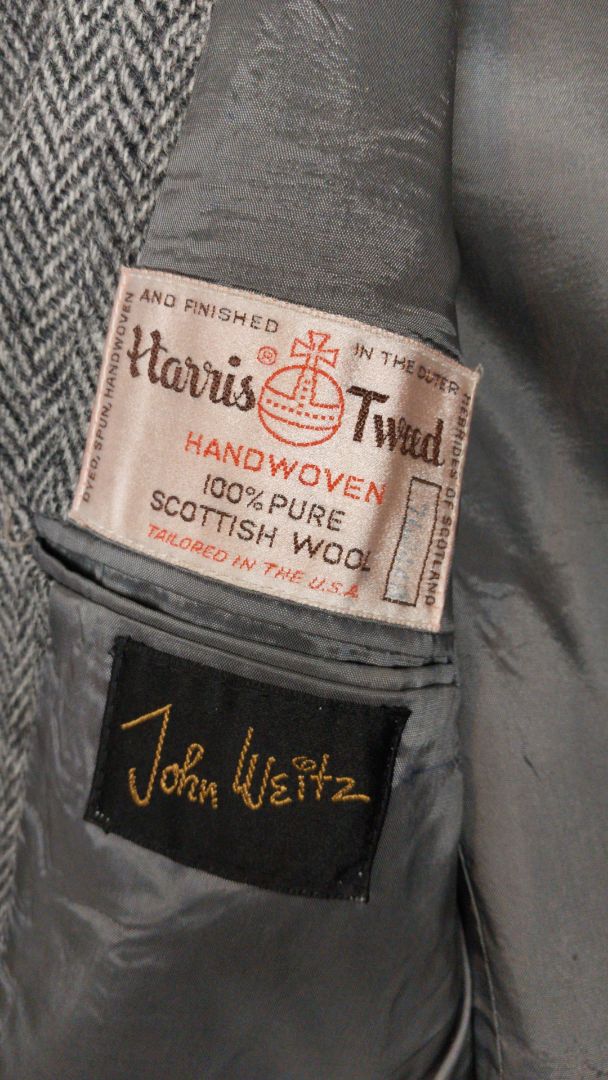 DYED, SPUN, HANDWOVEN AND FINISHED IN THE OUTER HEBRIDES OF SCOTLAND
Harris ® Tweed
HANDWOVEN
100% PURE
SCOTTISH WOOL
TAILORED IN THE U.S.A
John Weitz